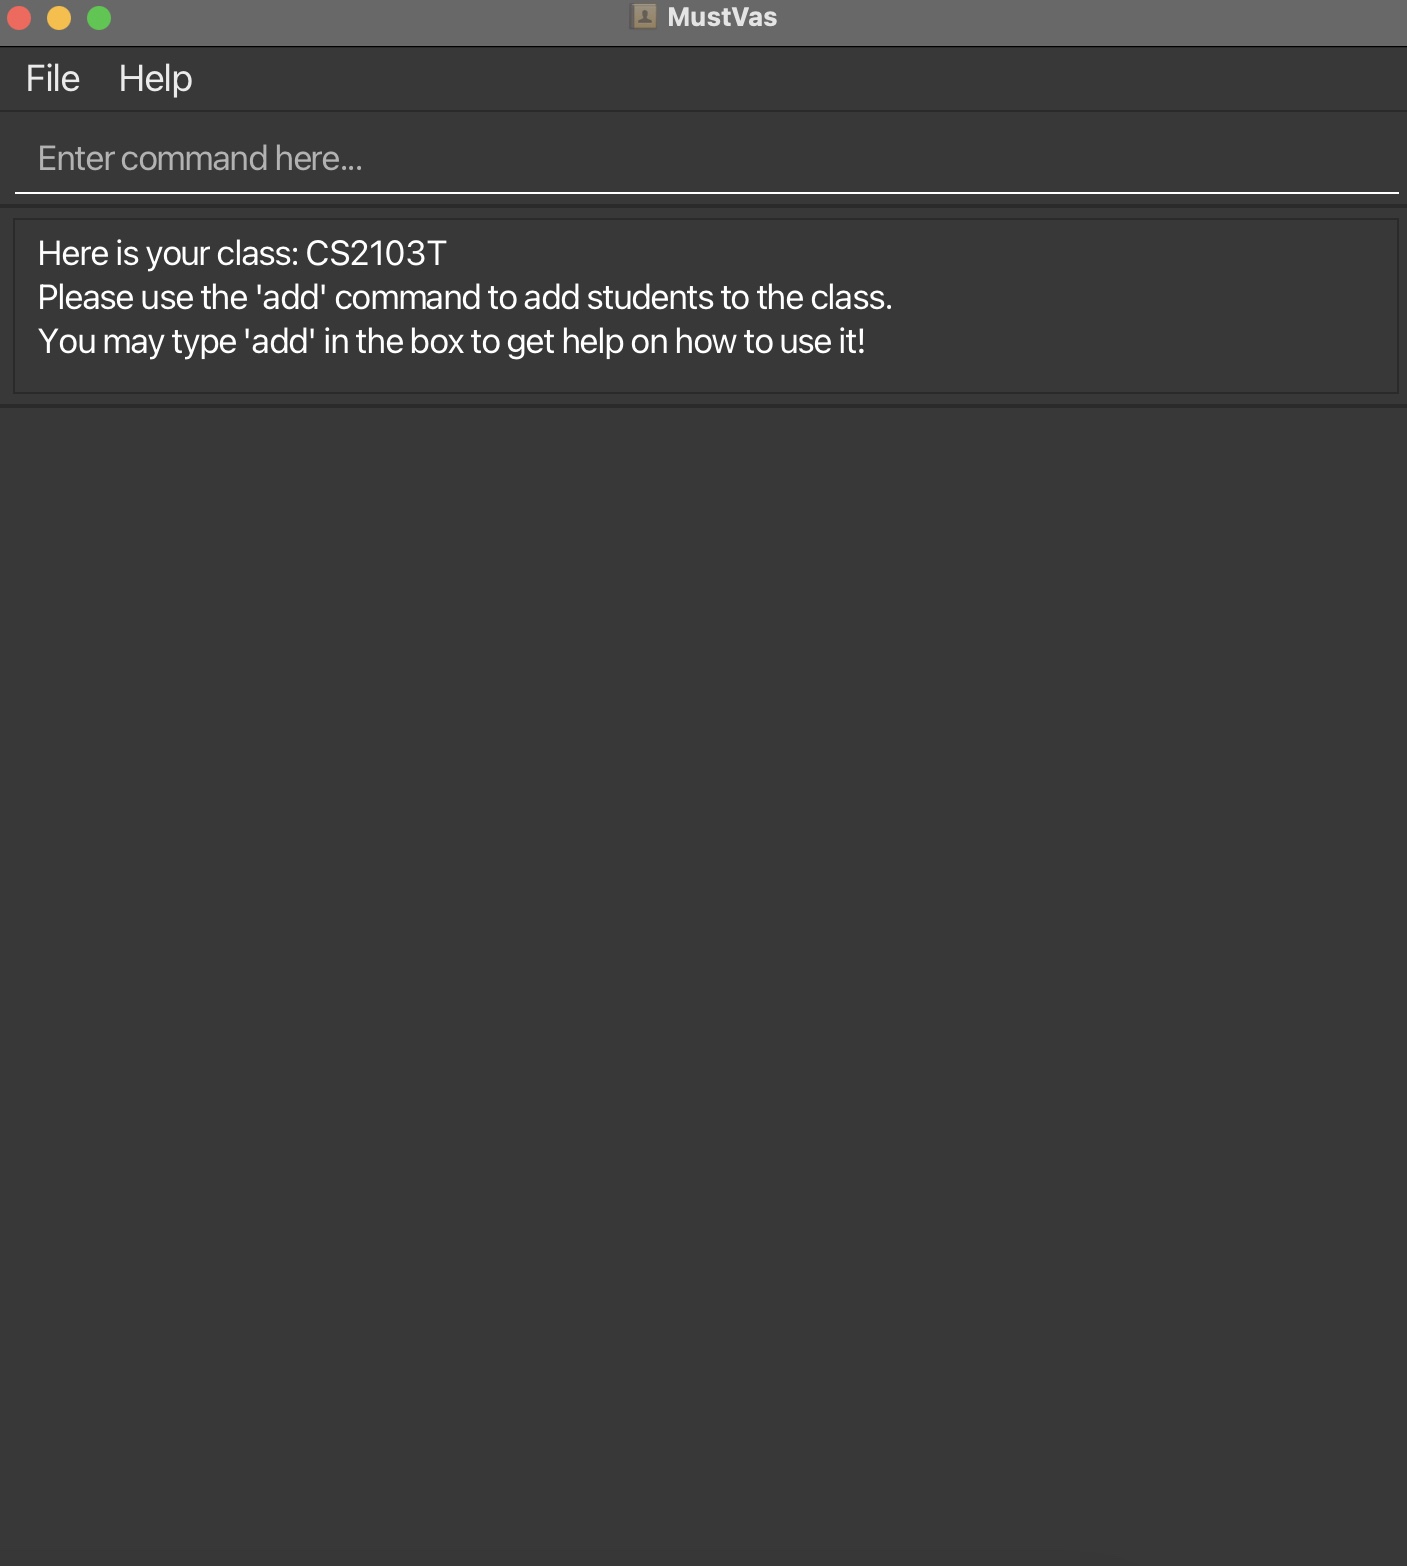 MustVas
File Help
Enter command here...
Here is your class: CS2103T
Please use the 'add' command to add students to the class.
You may type 'add' in the box to get help on how to use it!